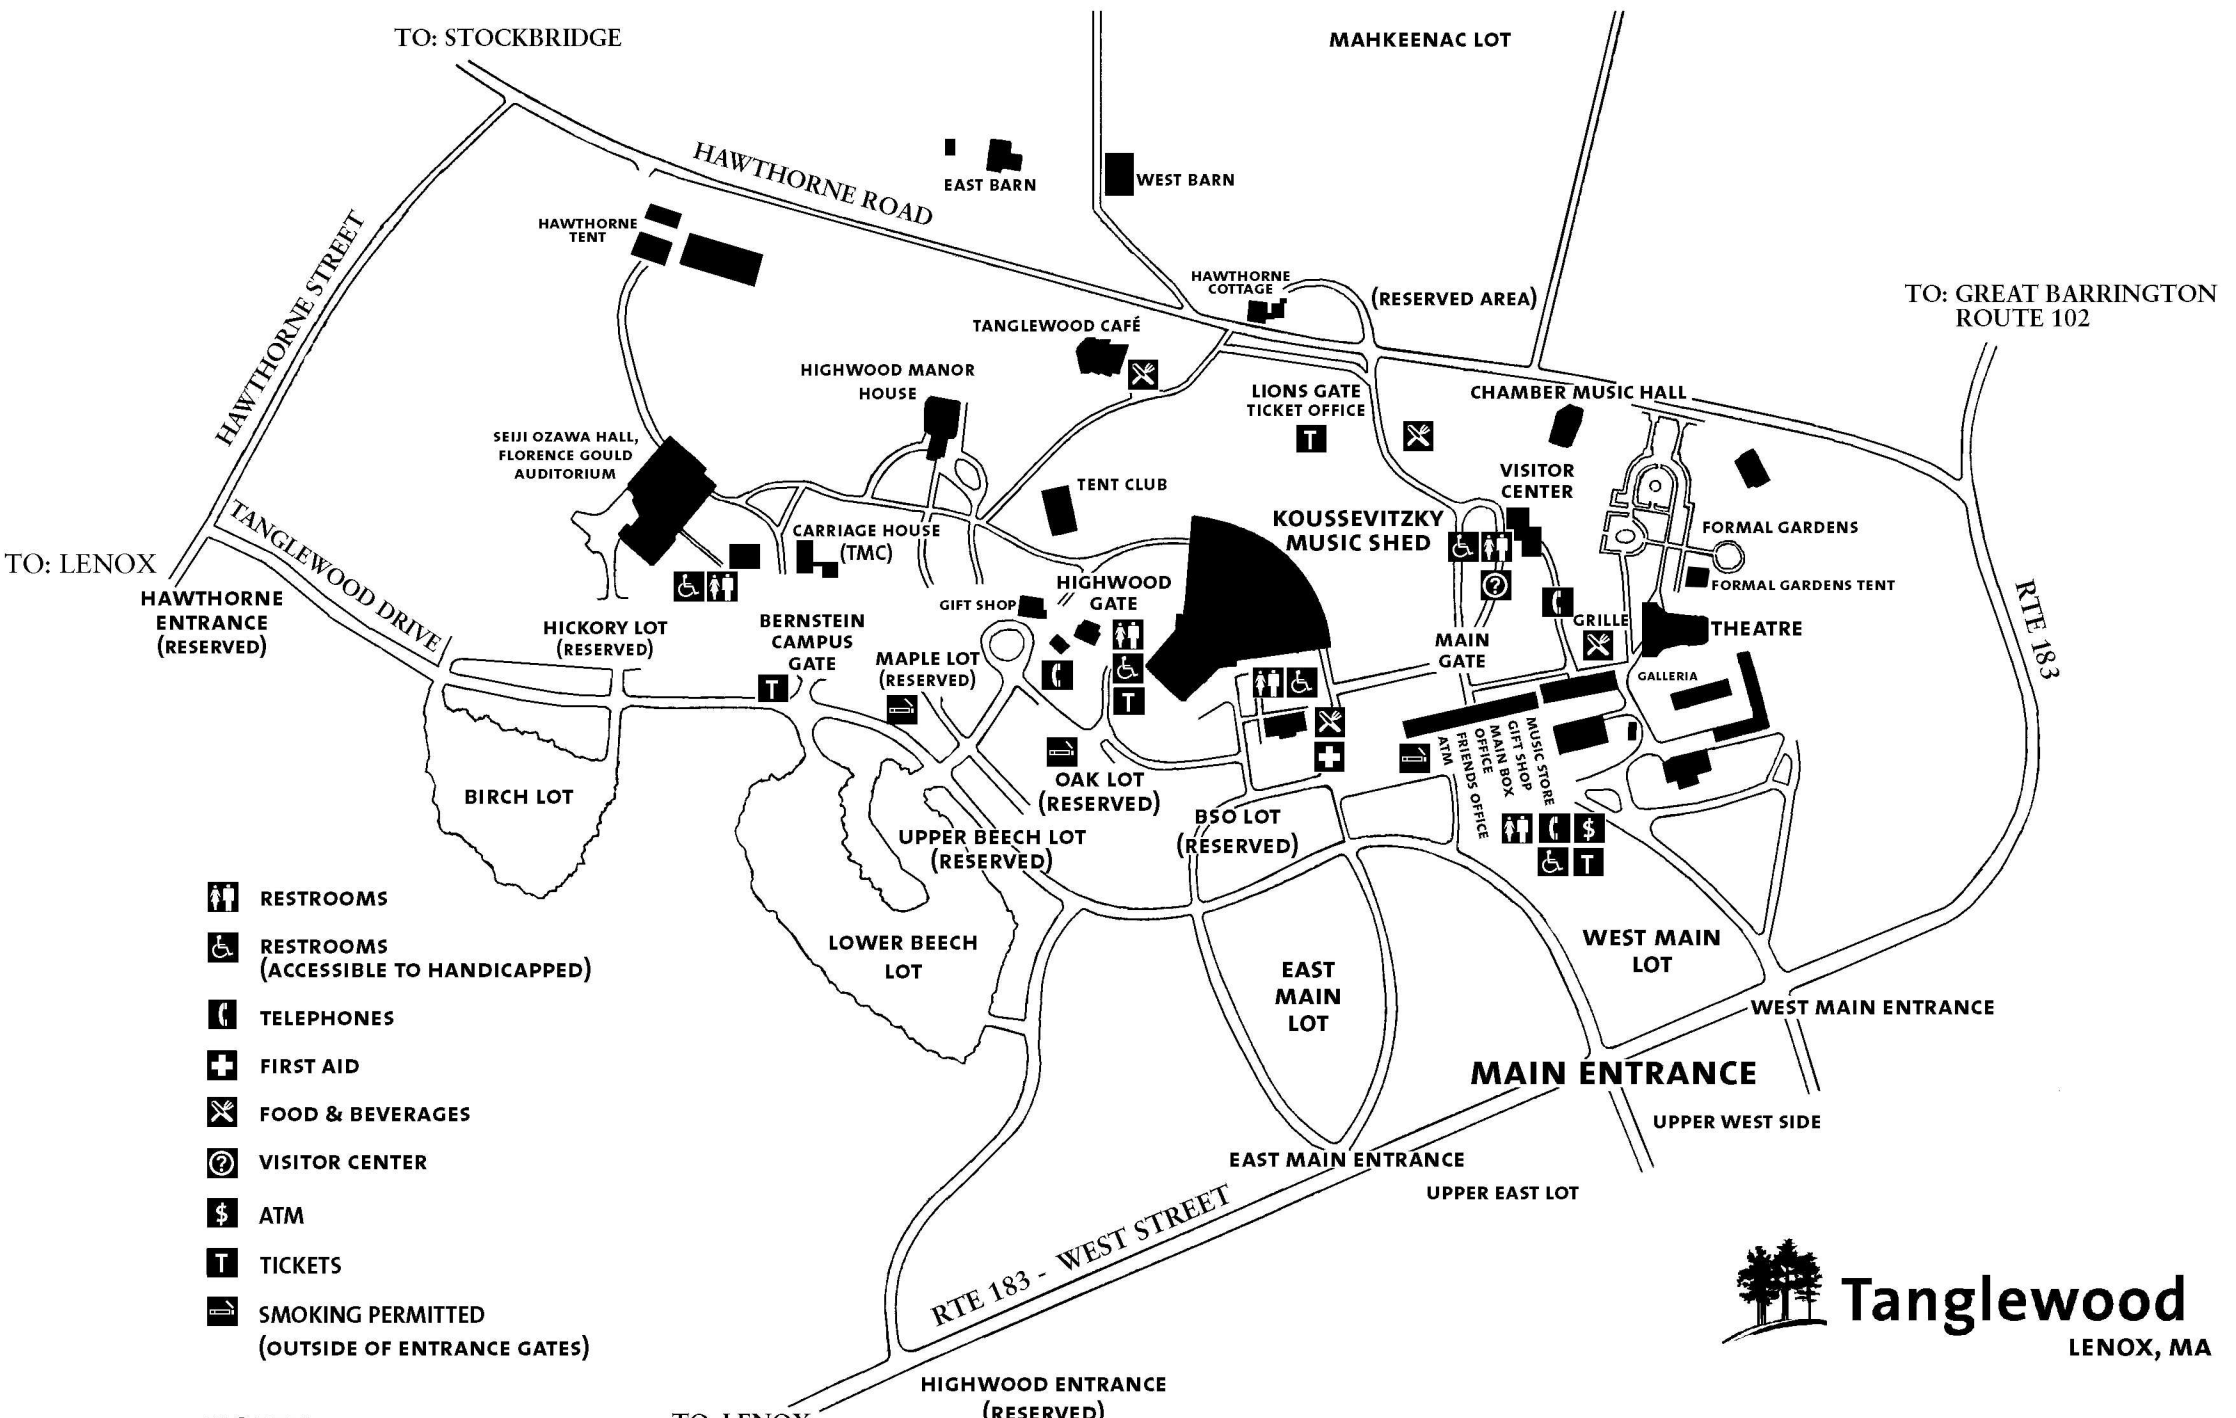 TO: STOCKBRIDGE
MAHKEENAC LOT
HAWTHORNE ROAD
EAST BARN
WEST BARN
HAWTHORNE
TENT
HAWTHORNE STREET
HAWTHORNE
COTTAGE
(RESERVED AREA)
TO: GREAT BARRINGTON
ROUTE 102
TANGLEWOOD CAFÉ
HIGHWOOD MANOR
HOUSE
LIONS GATE
TICKET OFFICE
T
CHAMBER MUSIC HALL
SEIJI OZAWA HALL,
FLORENCE GOULD
AUDITORIUM
TENT CLUB
VISITOR
CENTER
KOUSSEVITZKY
MUSIC SHED
FORMAL GARDENS
TANGLEWOOD DRIVE
CARRIAGE HOUSE
(TMC)
TO: LENOX
HAWTHORNE
ENTRANCE
(RESERVED)
?
FORMAL GARDENS TENT
HIGHWOOD
GATE
GIFT SHOP
RTE 183
HICKORY LOT
(RESERVED)
BERNSTEIN
CAMPUS
GATE
T
MAPLE LOT
(RESERVED)
T
GRILLE
THEATRE
MAIN
GATE
GALLERIA
ATM
FRIENDS OFFICE
MAIN BOX
OFFICE
GIFT SHOP
MUSIC STORE
BIRCH LOT
OAK LOT
(RESERVED)
BSO LOT
(RESERVED)
UPPER BEECH LOT
(RESERVED)
$
T
LOWER BEECH
LOT
EAST
MAIN
LOT
WEST MAIN
LOT
WEST MAIN ENTRANCE
MAIN ENTRANCE
UPPER WEST SIDE
EAST MAIN ENTRANCE
UPPER EAST LOT
RTE 183 - WEST STREET
HIGHWOOD ENTRANCE
(RESERVED)
TO: LENOX
RESTROOMS
RESTROOMS
(ACCESSIBLE TO HANDICAPPED)
TELEPHONES
FIRST AID
FOOD & BEVERAGES
? VISITOR CENTER
$ ATM
T TICKETS
SMOKING PERMITTED
(OUTSIDE OF ENTRANCE GATES)
Tanglewood
LENOX, MA